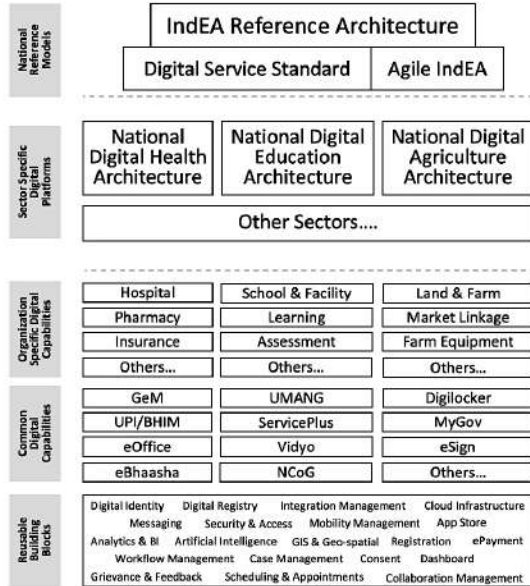 National
Reference
Models
IndEA Reference Architecture
Digital Service Standard
Agile IndEA
Sector Specific
Digital
Platforms
National
Digital Health
Architecture
National Digital
Education
Architecture
National Digital
Agriculture
Architecture
Other Sectors....
Organization
Specific Digital
Capabilities
Hospital
School & Facility
Land & Farm
Pharmacy
Learning
Market Linkage
Insurance
Assessment
Farm Equipment
Others...
Others...
Others...
Common
Digital
Capabilities
GeM
UMANG
Digilocker
UPI/BHIM
ServicePlus
MyGov
eOffice
Vidyo
eSign
eBhaasha
NCoG
Others...
Reusable
Building
Blocks
Digital Identity Digital Registry Integration Management Cloud Infrastructure
Messaging Security & Access Mobility Management App Store
Analytics & BI Artificial Intelligence GIS & Geo-spatial Registration ePayment
Workflow Management Case Management Consent Dashboard
Grievance & Feedback Scheduling & Appointments Collaboration Management